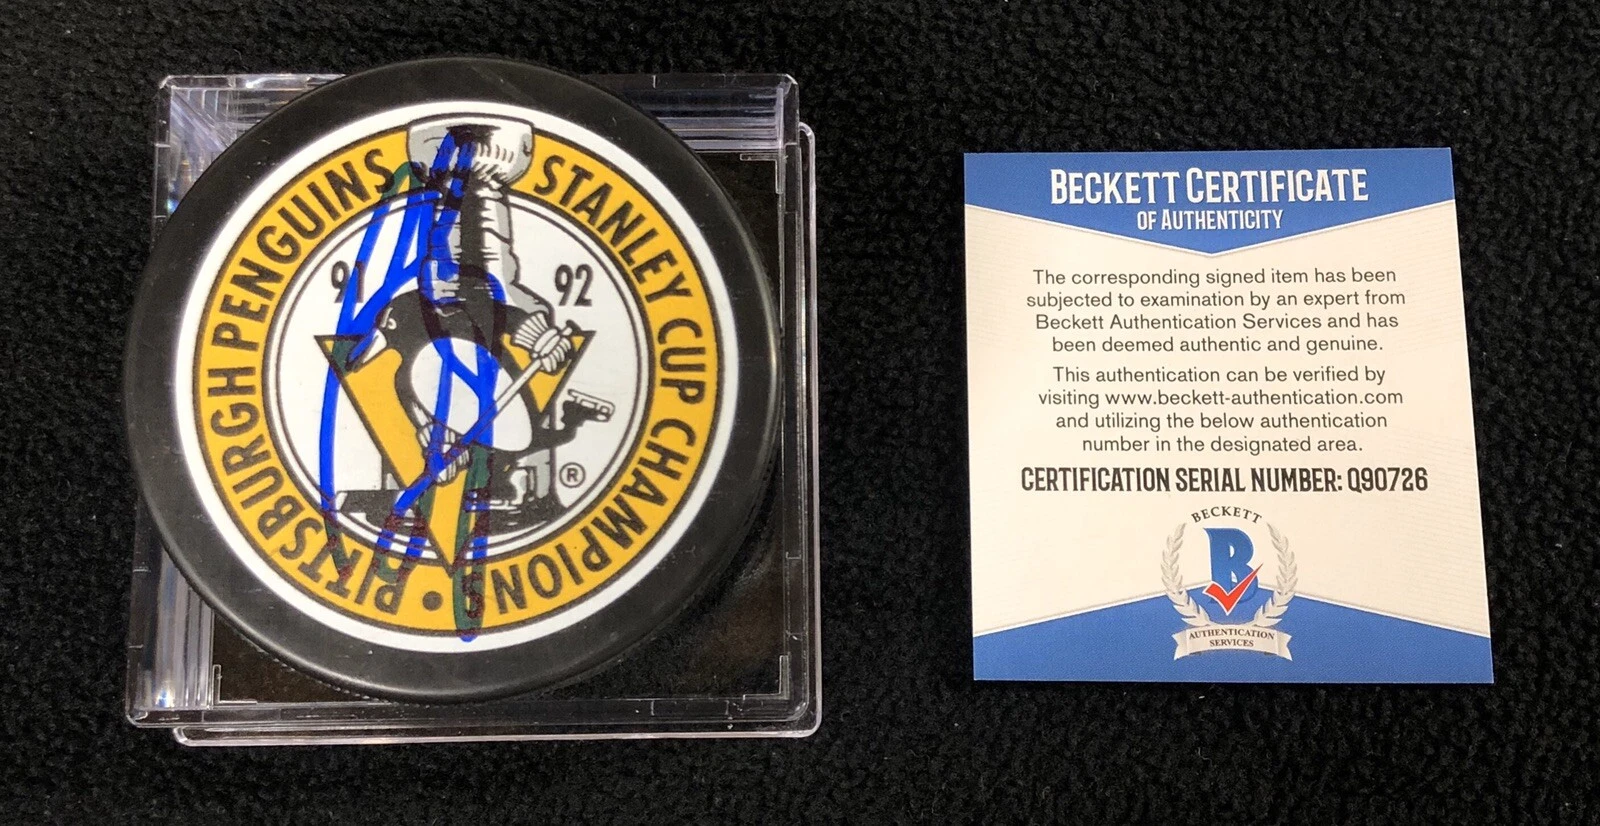 PITTSBURGH PENGUINS STANLEY CUP CHAMPIONS •
91 92
®
BECKETT CERTIFICATE
OF AUTHENTICITY
The corresponding signed item has been
subjected to examination by an expert from
Beckett Authentication Services and has
been deemed authentic and genuine.
This authentication can be verified by
visiting www.beckett-authentication.com
and utilizing the below authentication
number in the designated area.
CERTIFICATION SERIAL NUMBER: Q90726
BECKETT
B
AUTHENTICATION
SERVICES